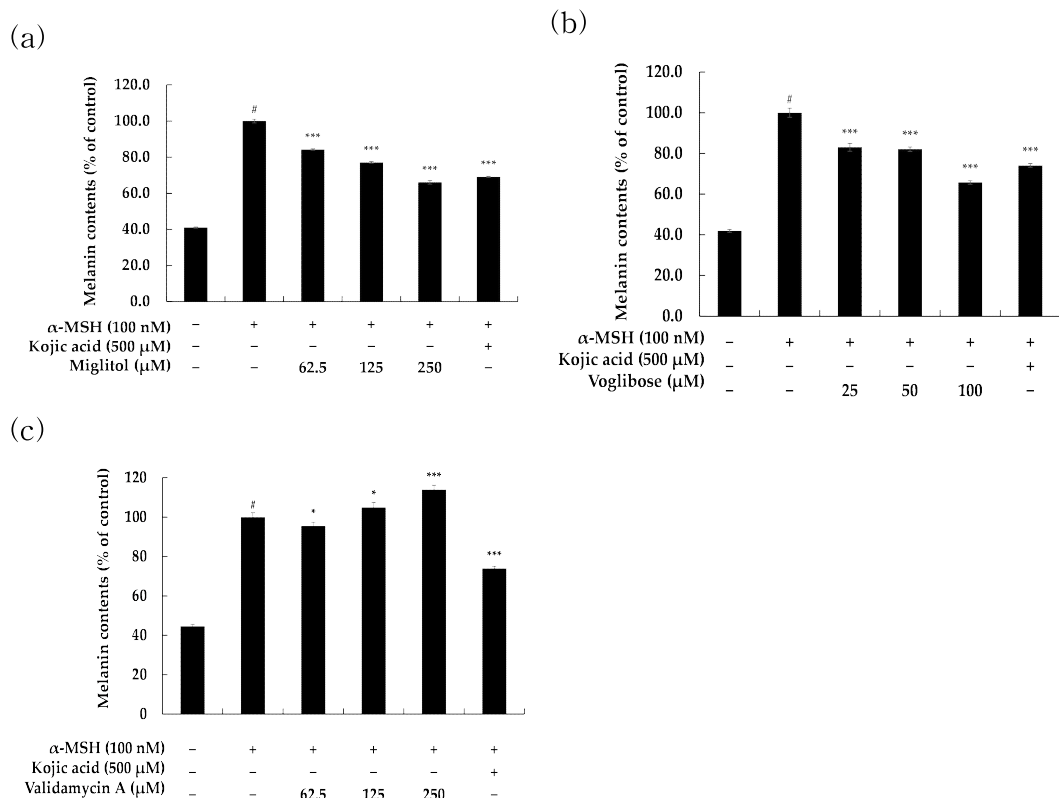 (a)
Melanin contents (% of control)
120.0
100.0
80.0
60.0
40.0
20.0
0.0
#
***
***
***
***
α-MSH (100 nM) – + + + + +
Kojic acid (500 µM) – – – – – +
Miglitol (µM) – – 62.5 125 250 –
(b)
Melanin contents (% of control)
120.0
100.0
80.0
60.0
40.0
20.0
0.0
#
***
***
***
***
α-MSH (100 nM) – + + + + +
Kojic acid (500 µM) – – – – – +
Voglibose (µM) – – 25 50 100 –
(c)
Melanin contents (% of control)
120
100
80
60
40
20
0
#
*
*
***
***
α-MSH (100 nM) – + + + + +
Kojic acid (500 µM) – – – – – +
Validamycin A (µM) – – 62.5 125 250 –